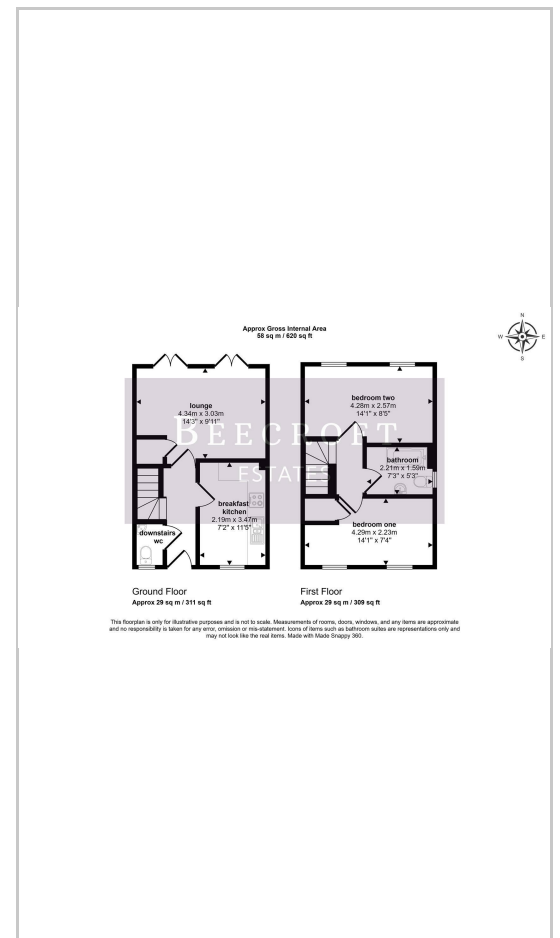 Approx Gross Internal Area
58 sq m / 620 sq ft
N
W
E
S
lounge
4.34m x 3.03m
14'3" x 9'11"
bedroom two
4.28m x 2.57m
14'1" x 8'5"
BEECROFT
ESTATES
bathroom
2.21m x 1.59m
7'3" x 5'3"
breakfast
kitchen
2.19m x 3.47m
7'2" x 11'5"
downstairs
wc
bedroom one
4.29m x 2.23m
14'1" x 7'4"
Ground Floor
Approx 29 sq m / 311 sq ft
First Floor
Approx 29 sq m / 309 sq ft
This floorplan is only for illustrative purposes and is not to scale. Measurements of rooms, doors, windows, and any items are approximate
and no responsibility is taken for any error, omission or mis-statement. Icons of items such as bathroom suites are representations only and
may not look like the real items. Made with Made Snappy 360.